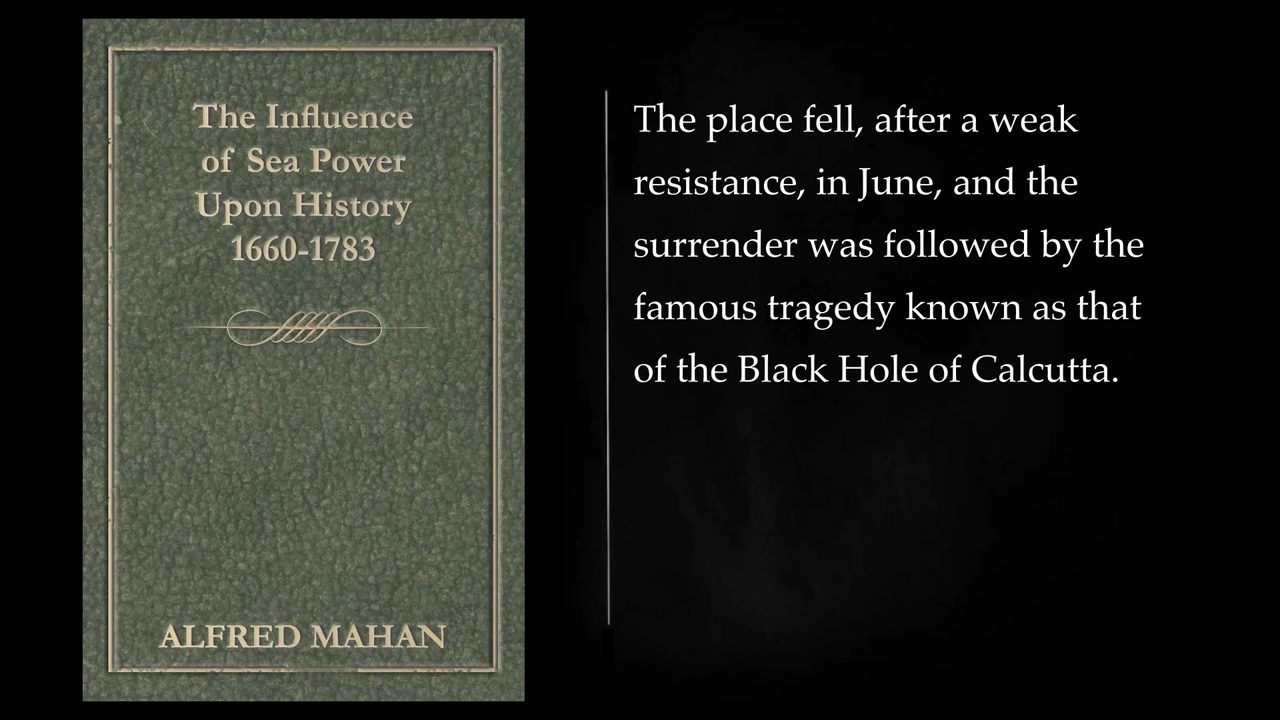 The Influence
of Sea Power
Upon History
1660-1783
ALFRED MAHAN
The place fell, after a weak
resistance, in June, and the
surrender was followed by the
famous tragedy known as that
of the Black Hole of Calcutta.